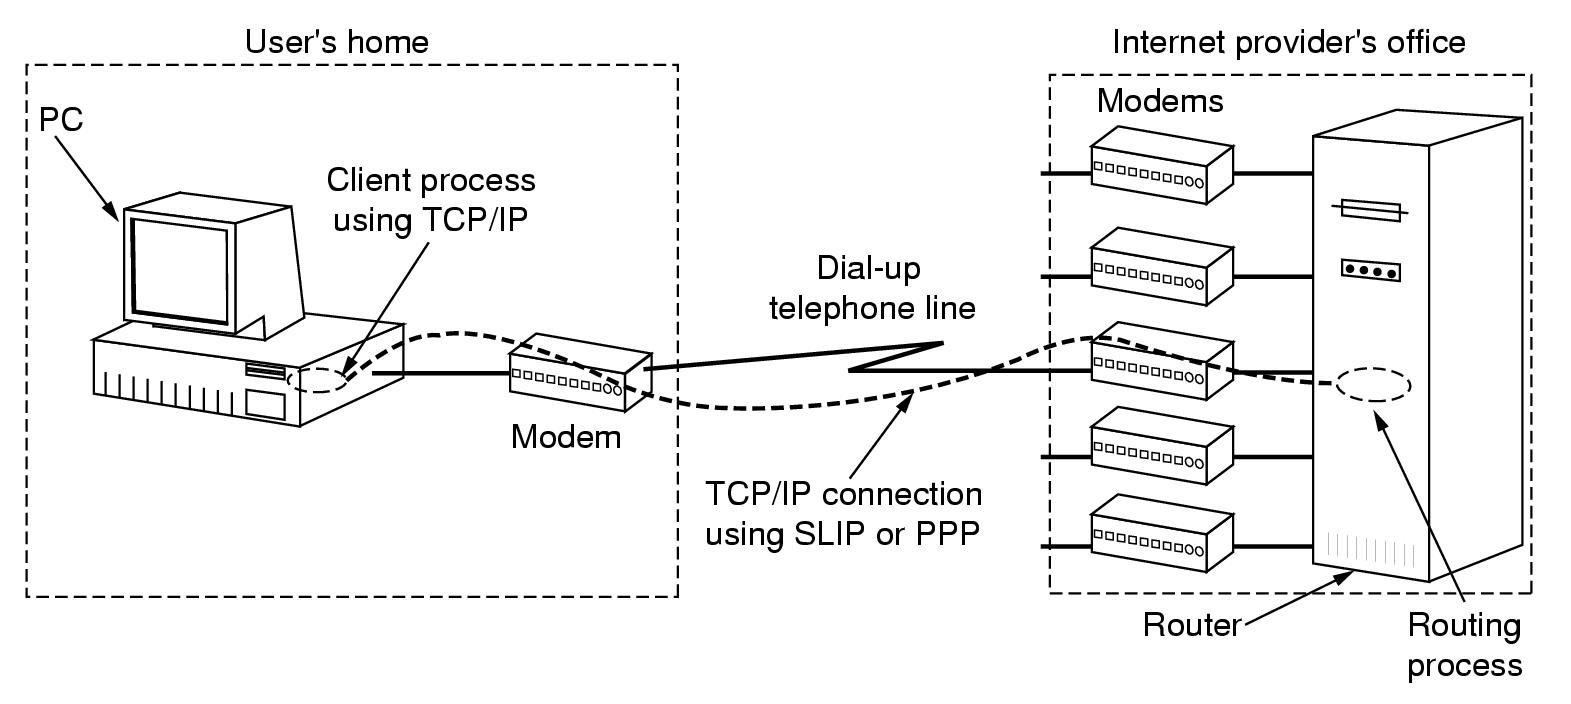 User's home
Internet provider's office
PC
Modems
Client process
using TCP/IP
Dial-up
telephone line
Modem
TCP/IP connection
using SLIP or PPP
Router
Routing
process